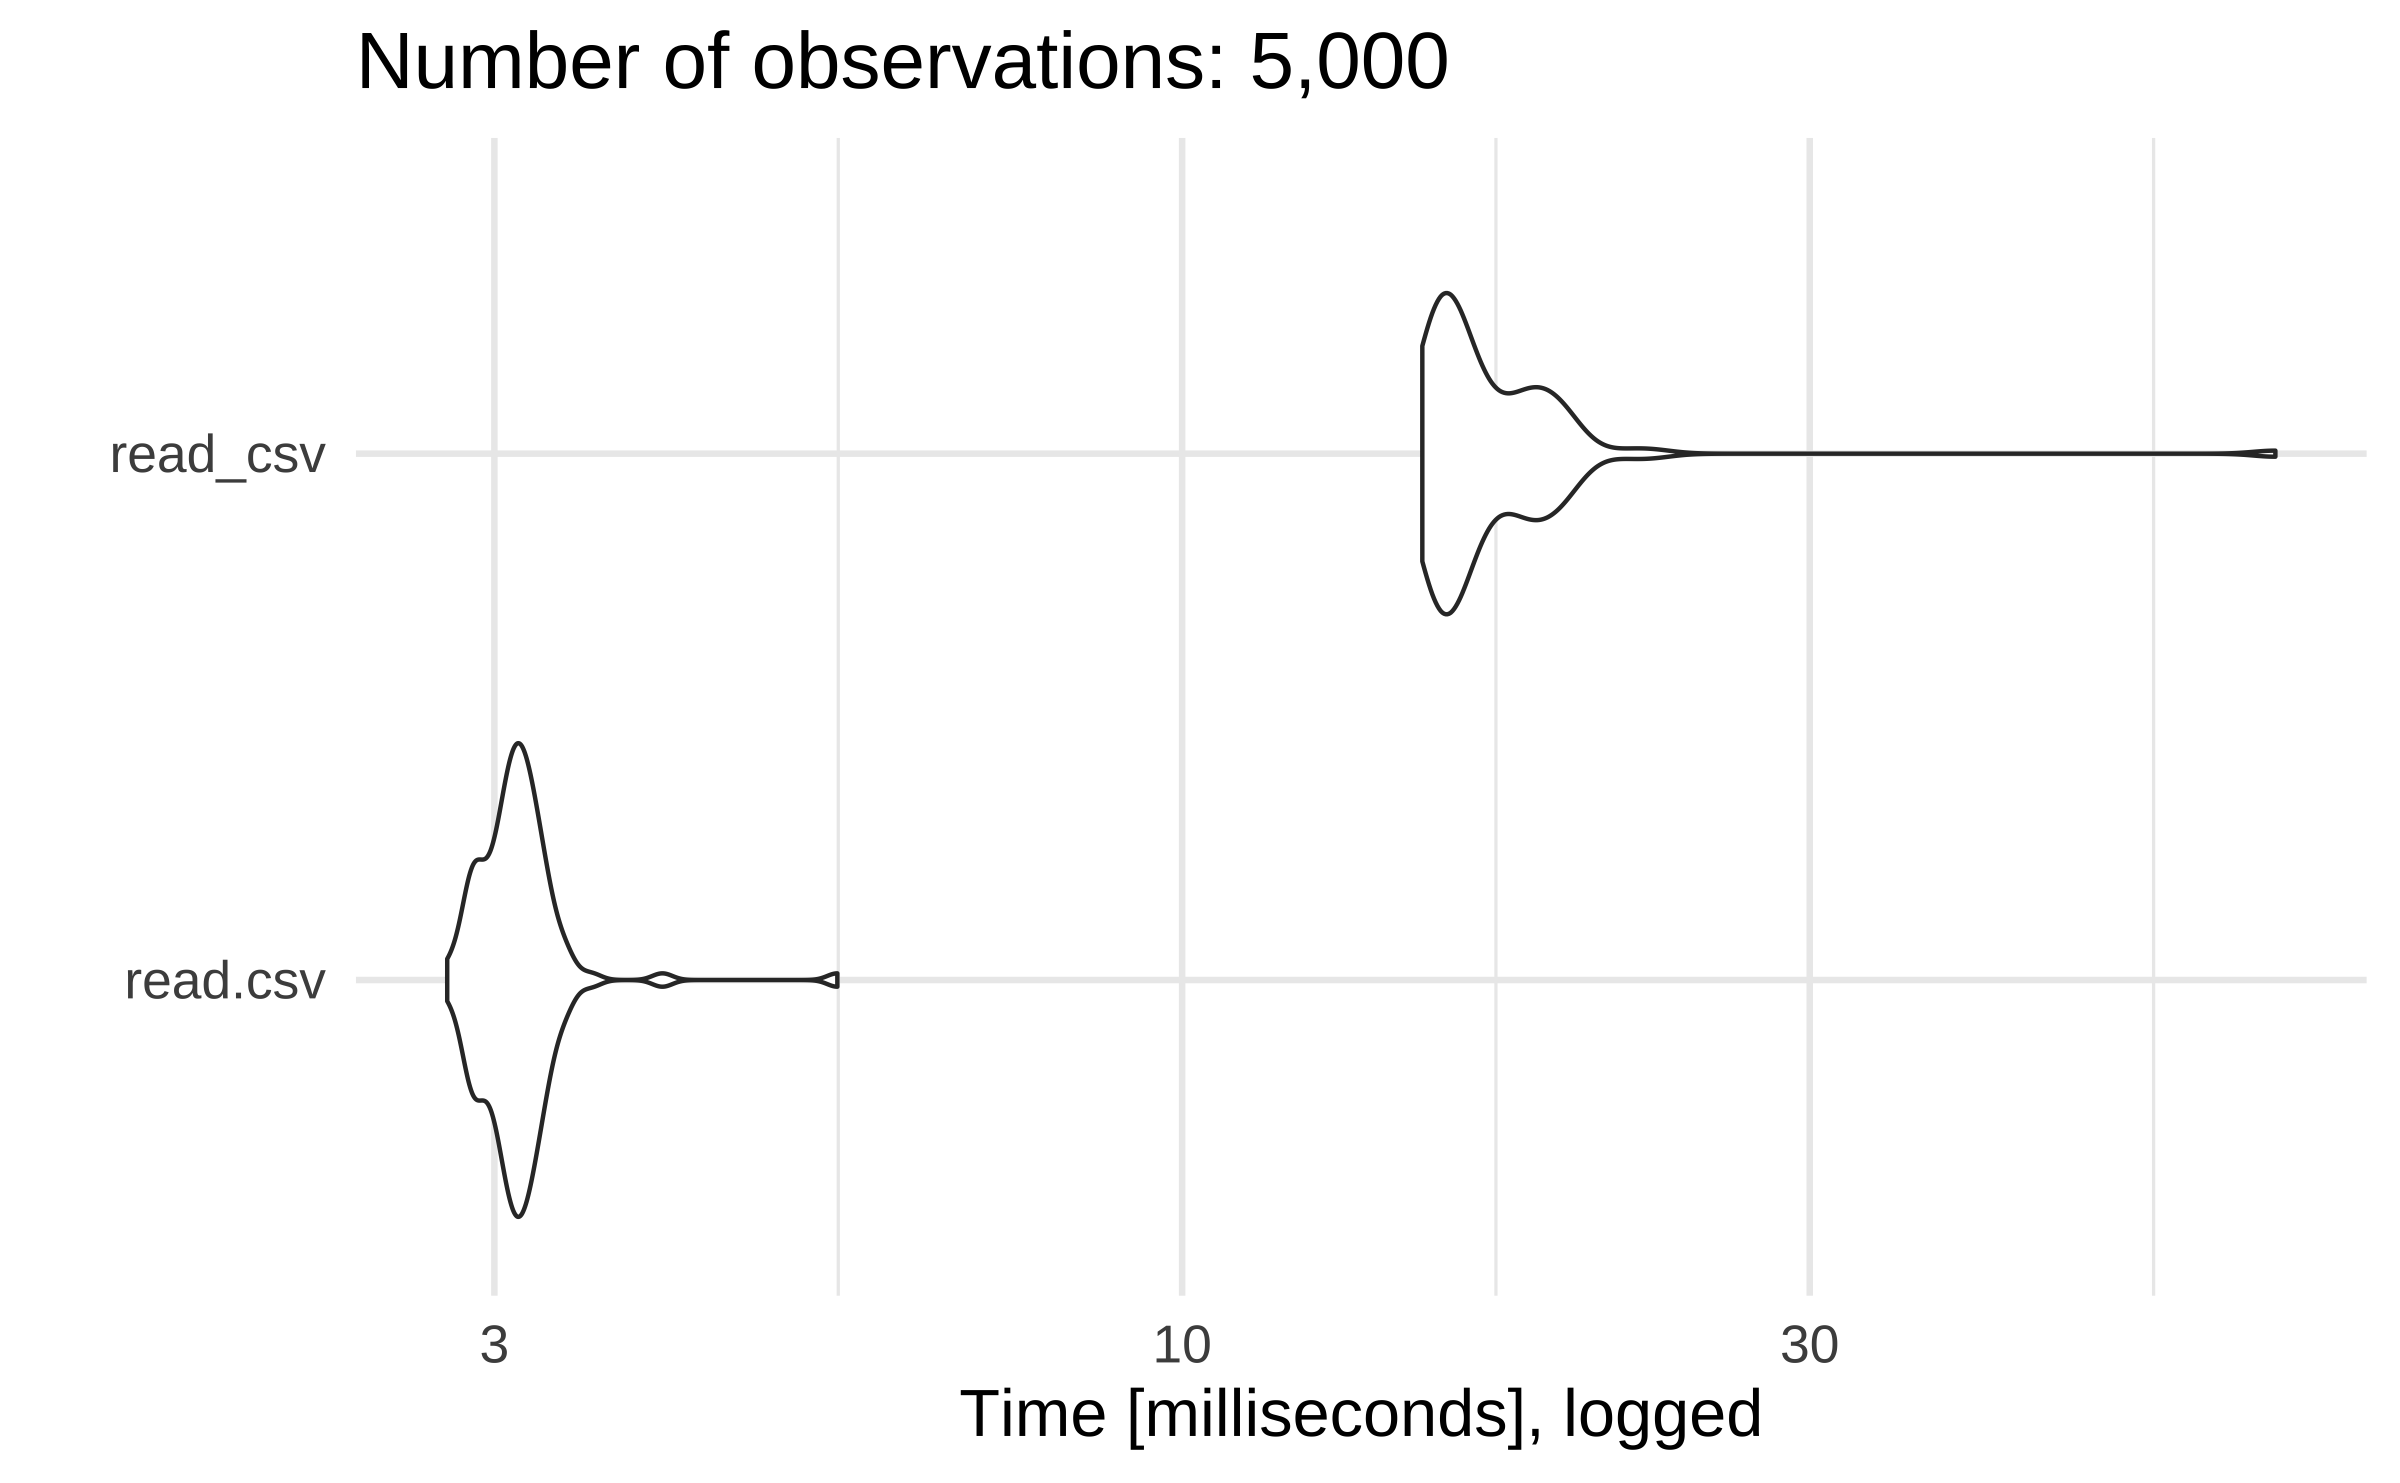 Number of observations: 5,000
read_csv
read.csv
3 10 30
Time [milliseconds], logged